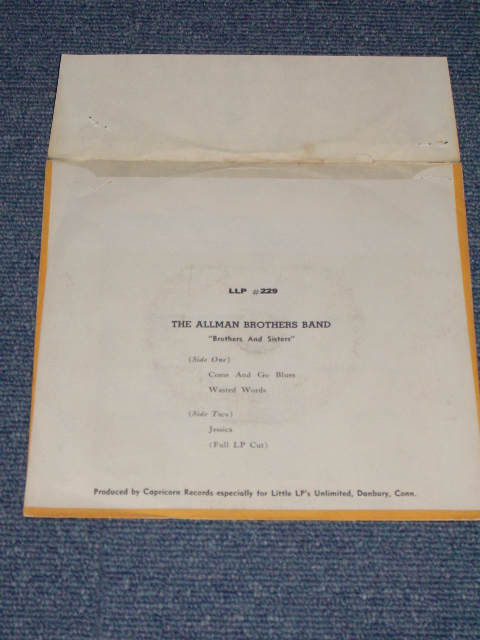 LLP #229
THE ALLMAN BROTHERS BAND
"Brothers And Sisters"
(Side One)
Come And Go Blues
Wasted Words
(Side Two)
Jessica
(Full LP Cut)
Produced by Capricorn Records especially for Little LP's Unlimited, Danbury, Conn.